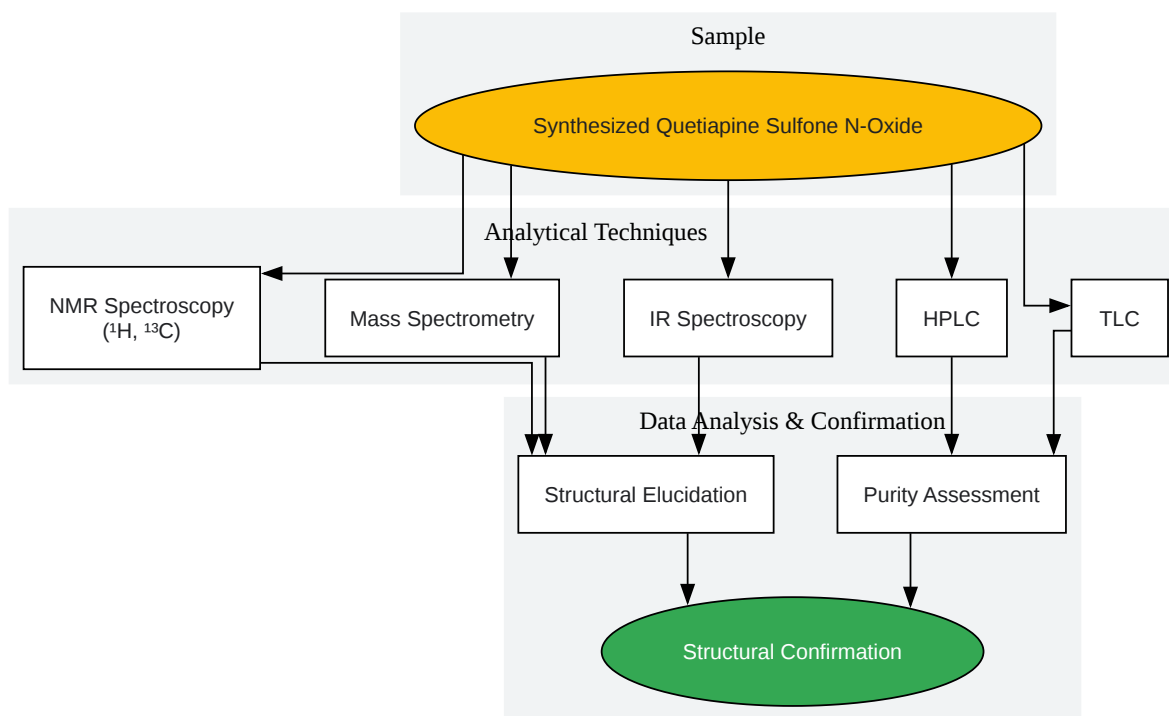 Sample
Synthesized Quetiapine Sulfone N-Oxide
Analytical Techniques
NMR Spectroscopy
(¹H, ¹³C)
Mass Spectrometry
IR Spectroscopy
HPLC
TLC
Data Analysis & Confirmation
Structural Elucidation
Purity Assessment
Structural Confirmation